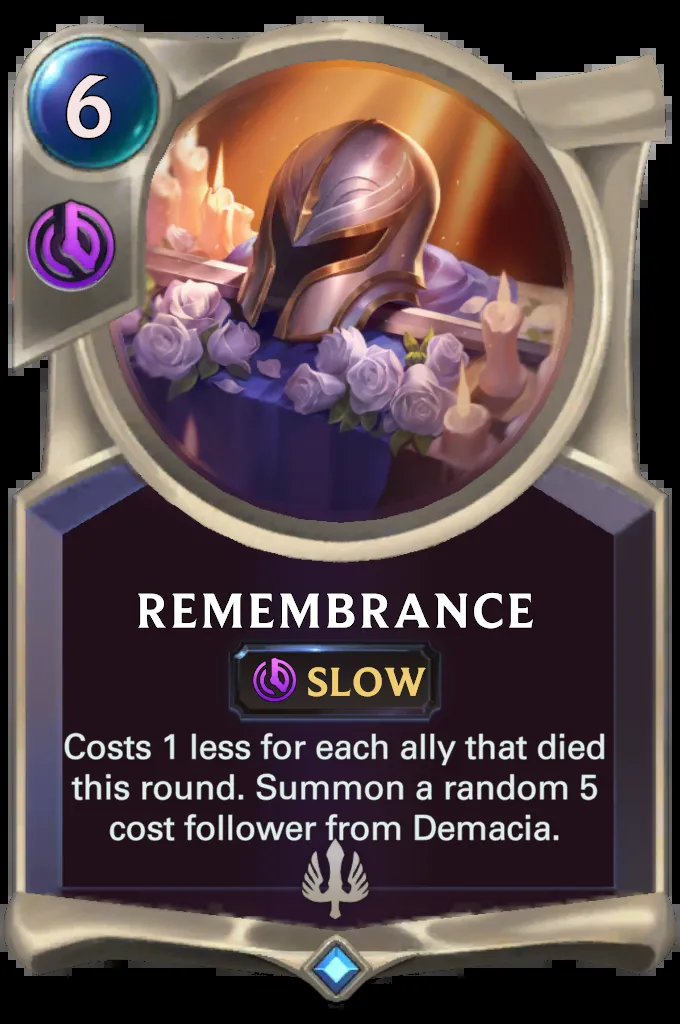 6
REMEMBRANCE
SLOW
Costs 1 less for each ally that died
this round. Summon a random 5
cost follower from Demacia.